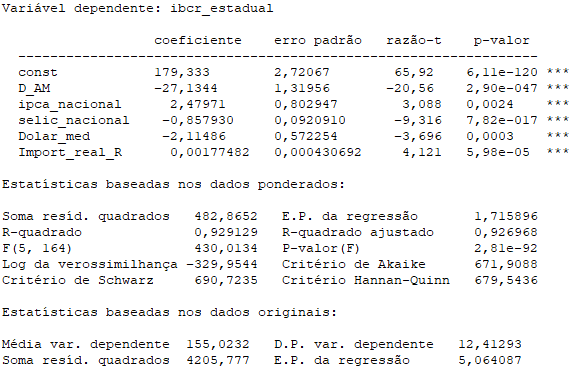 Variável dependente: ibcr_estadual
coeficiente erro padrão razão-t p-valor
---------------------------------------------------------------
const 179,333 2,72067 65,92 6,11e-120 ***
D_AM -27,1344 1,31956 -20,56 2,90e-047 ***
ipca_nacional 2,47971 0,802947 3,088 0,0024 ***
selic_nacional -0,857930 0,0920910 -9,316 7,82e-017 ***
Dolar_med -2,11486 0,572254 -3,696 0,0003 ***
Import_real_R 0,00177482 0,000430692 4,121 5,98e-05 ***
Estatísticas baseadas nos dados ponderados:
Soma resíd. quadrados 482,8652 E.P. da regressão 1,715896
R-quadrado 0,929129 R-quadrado ajustado 0,926968
F(5, 164) 430,0134 P-valor(F) 2,81e-92
Log da verossimilhança -329,9544 Critério de Akaike 671,9088
Critério de Schwarz 690,7235 Critério Hannan-Quinn 679,5436
Estatísticas baseadas nos dados originais:
Média var. dependente 155,0232 D.P. var. dependente 12,41293
Soma resíd. quadrados 4205,777 E.P. da regressão 5,064087